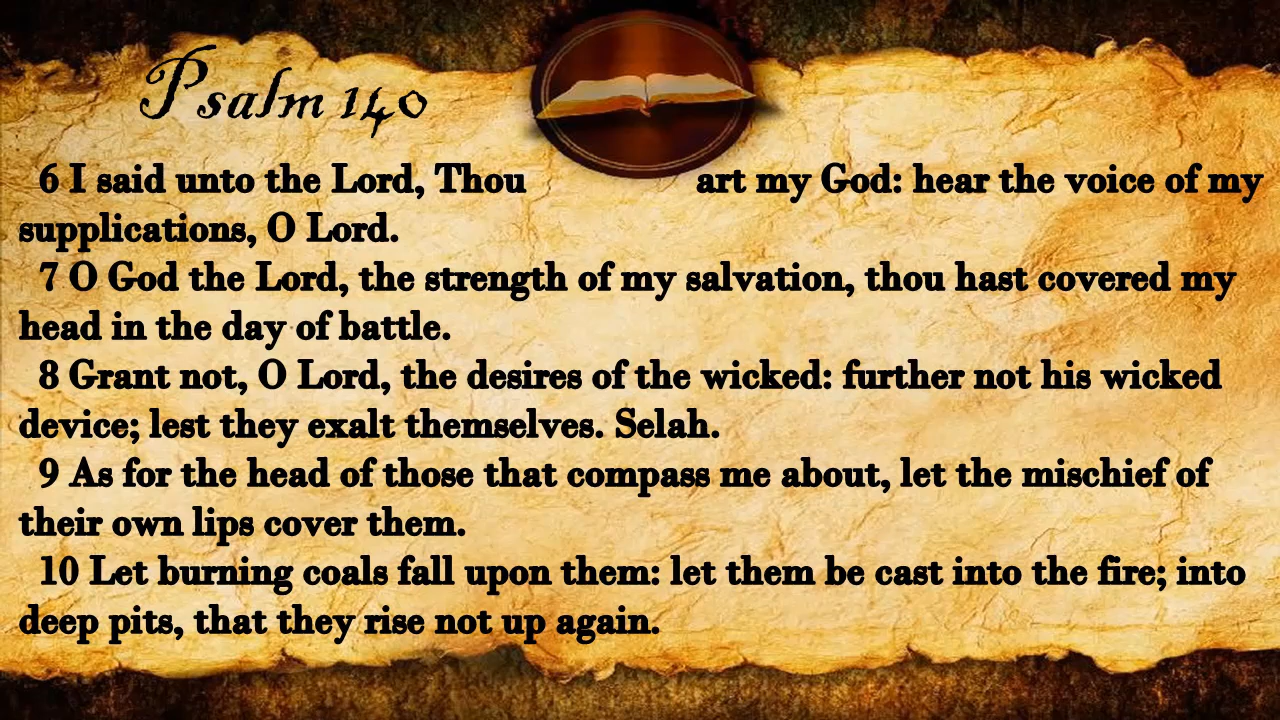 Psalm 140
6 I said unto the Lord, Thou art my God: hear the voice of my
supplications, O Lord.
7 O God the Lord, the strength of my salvation, thou hast covered my
head in the day of battle.
8 Grant not, O Lord, the desires of the wicked: further not his wicked
device; lest they exalt themselves. Selah.
9 As for the head of those that compass me about, let the mischief of
their own lips cover them.
10 Let burning coals fall upon them: let them be cast into the fire; into
deep pits, that they rise not up again.